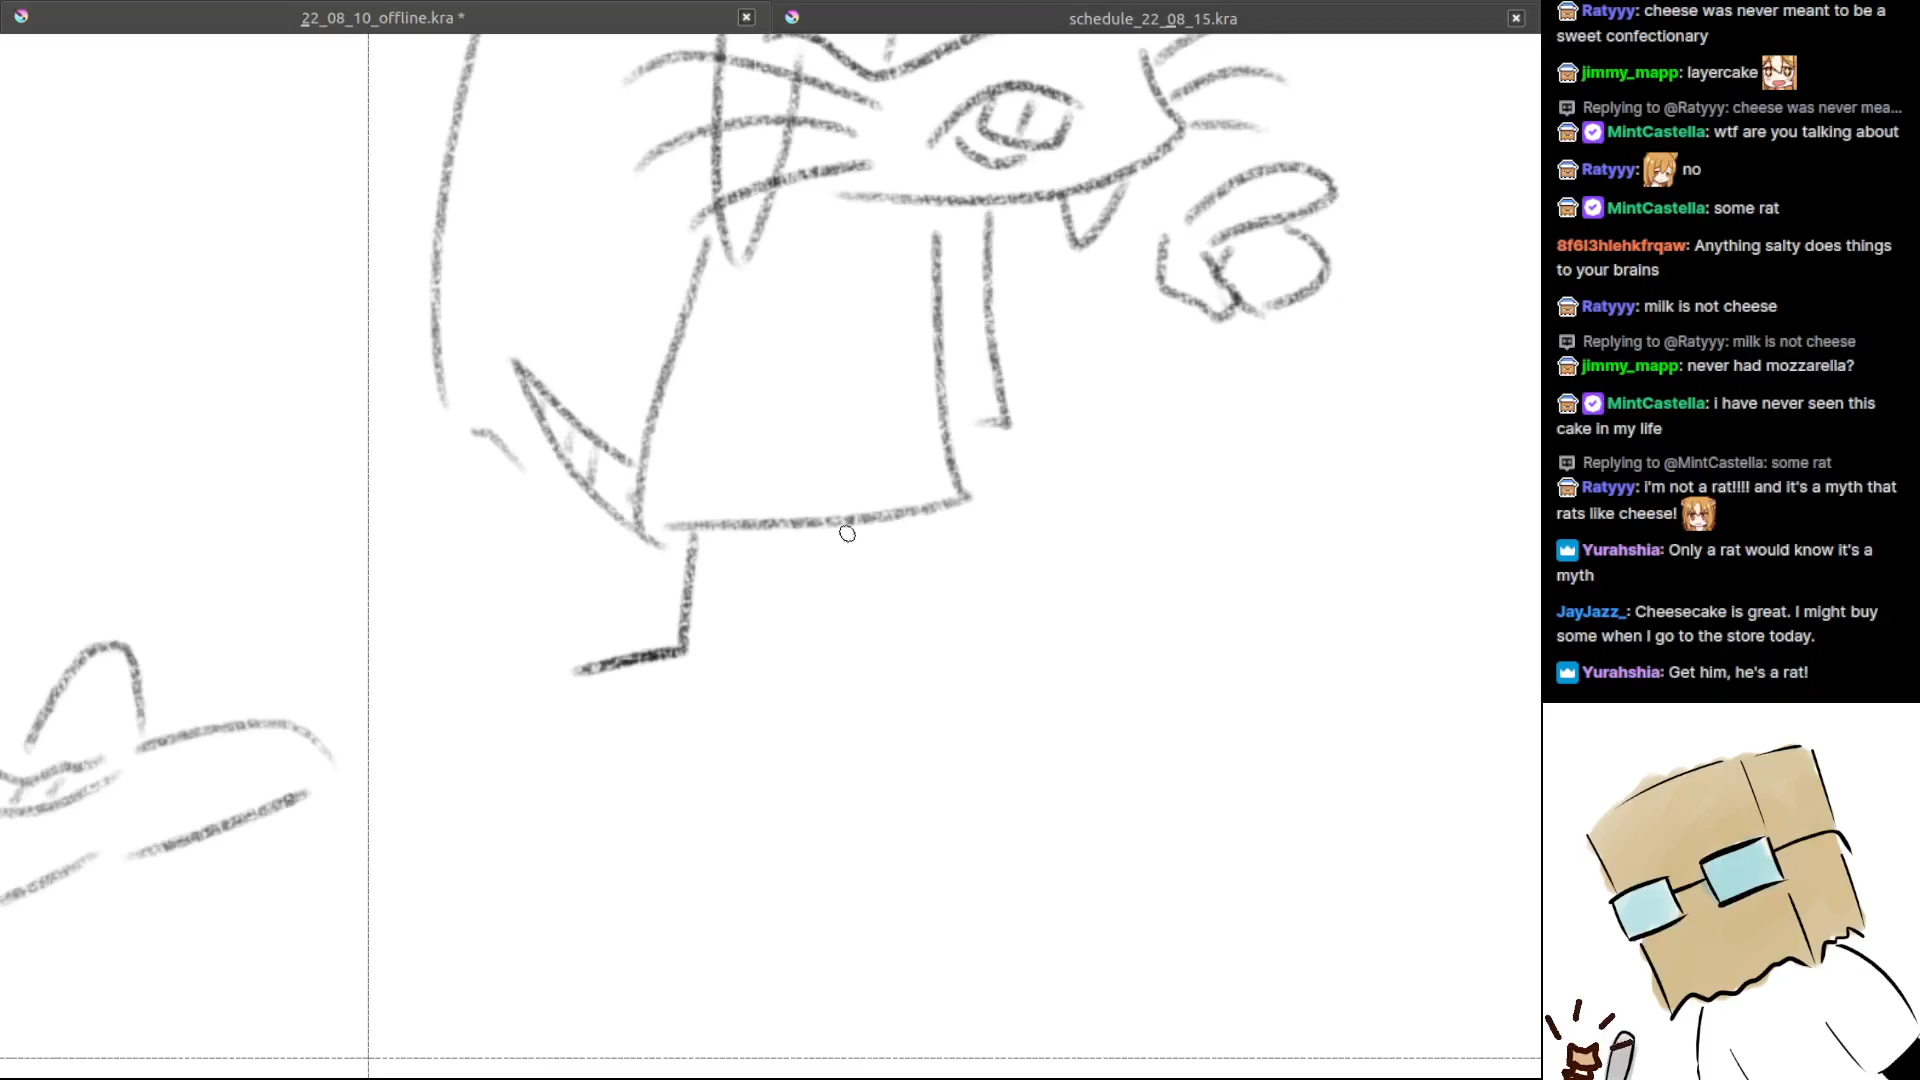 22_08_10_offline.kra *
schedule_22_08_15.kra
Ratyyy: cheese was never meant to be a
sweet confectionary
jimmy_mapp: layercake
Replying to @Ratyyy: cheese was never mea...
MintCastella: wtf are you talking about
Ratyyy: no
MintCastella: some rat
8f6l3hlehkfrqaw: Anything salty does things
to your brains
Ratyyy: milk is not cheese
Replying to @Ratyyy: milk is not cheese
jimmy_mapp: never had mozzarella?
MintCastella: i have never seen this
cake in my life
Replying to @MintCastella: some rat
Ratyyy: i'm not a rat!!!! and it's a myth that
rats like cheese!
Yurahshia: Only a rat would know it's a
myth
JayJazz_: Cheesecake is great. I might buy
some when I go to the store today.
Yurahshia: Get him, he's a rat!